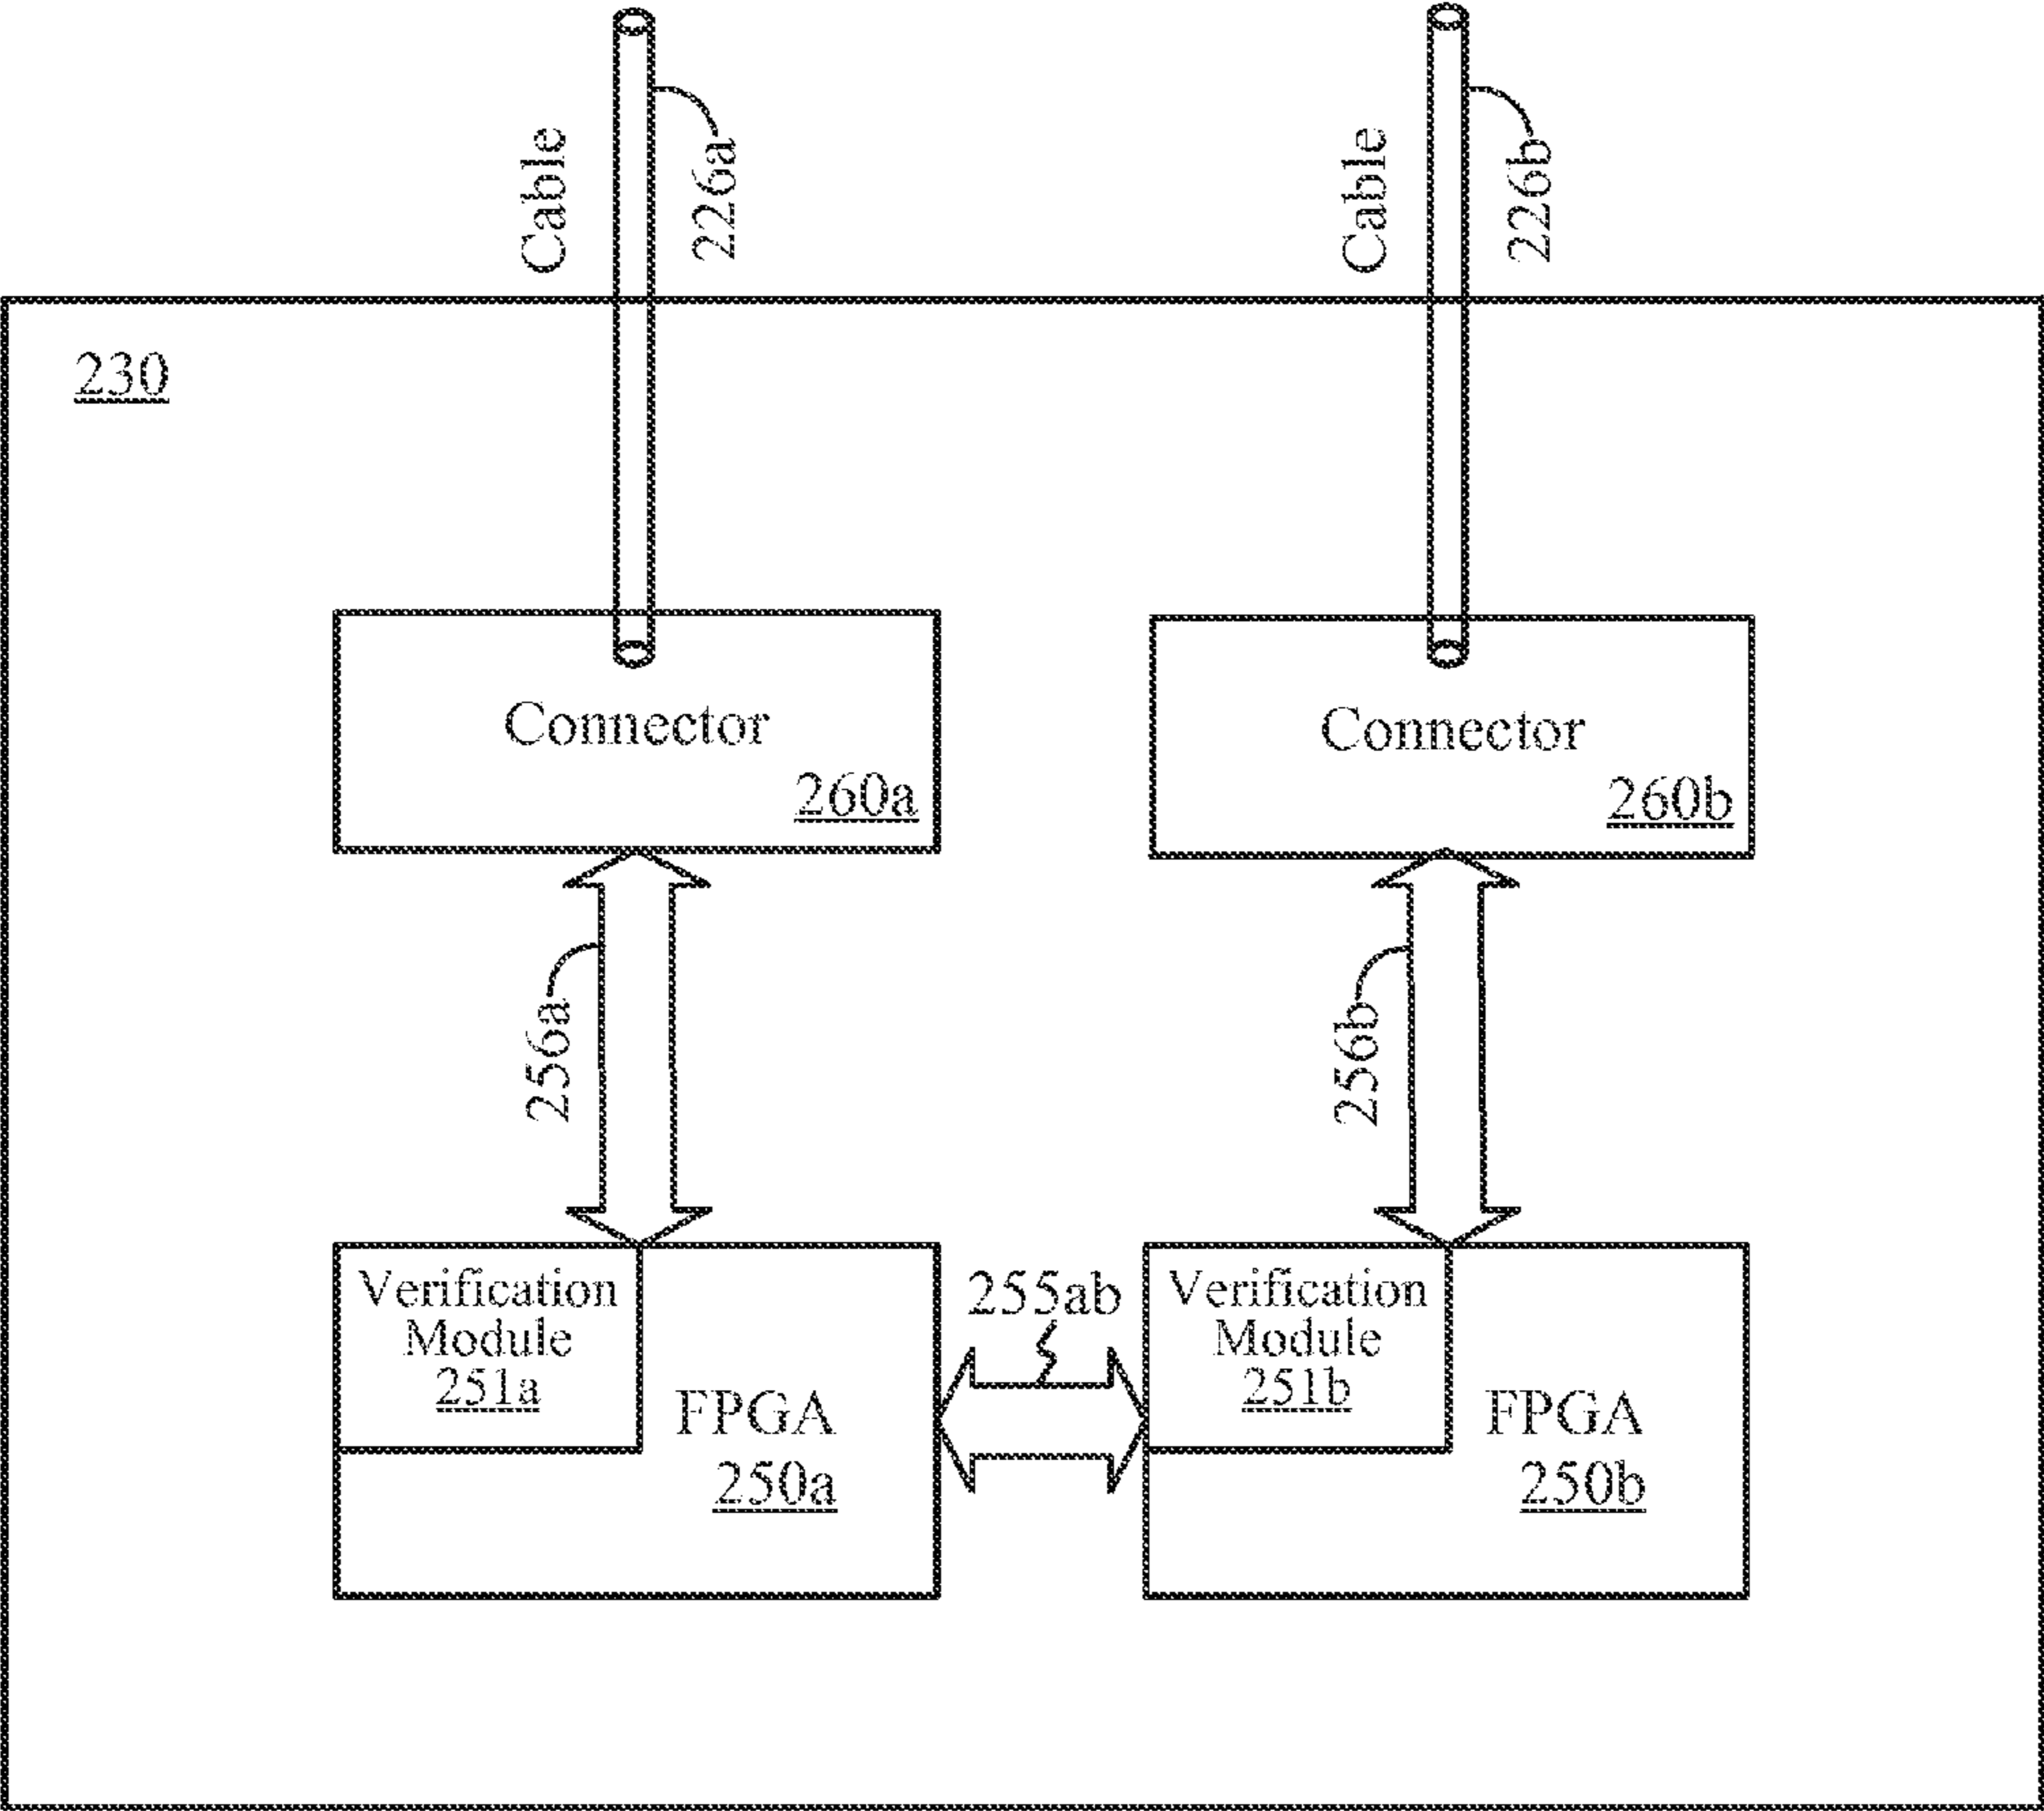 Cable
226a
Cable
226b
230
Connector
260a
Connector
260b
256a
256b
Verification
Module
251a
FPGA
250a
255ab
Verification
Module
251b
FPGA
250b